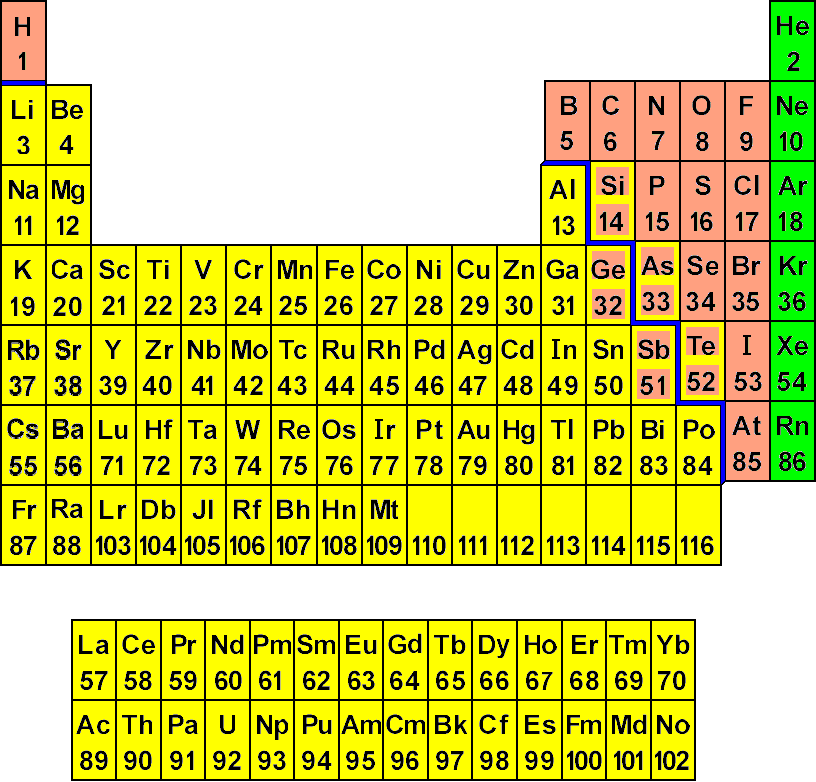 H He
1 2
Li Be B C N O F Ne
3 4 5 6 7 8 9 10
Na Mg Al Si P S Cl Ar
11 12 13 14 15 16 17 18
K Ca Sc Ti V Cr Mn Fe Co Ni Cu Zn Ga Ge As Se Br Kr
19 20 21 22 23 24 25 26 27 28 29 30 31 32 33 34 35 36
Rb Sr Y Zr Nb Mo Tc Ru Rh Pd Ag Cd In Sn Sb Te I Xe
37 38 39 40 41 42 43 44 45 46 47 48 49 50 51 52 53 54
Cs Ba Lu Hf Ta W Re Os Ir Pt Au Hg Tl Pb Bi Po At Rn
55 56 71 72 73 74 75 76 77 78 79 80 81 82 83 84 85 86
Fr Ra Lr Db Jl Rf Bh Hn Mt
87 88 103 104 105 106 107 108 109 110 111 112 113 114 115 116
La Ce Pr Nd Pm Sm Eu Gd Tb Dy Ho Er Tm Yb
57 58 59 60 61 62 63 64 65 66 67 68 69 70
Ac Th Pa U Np Pu Am Cm Bk Cf Es Fm Md No
89 90 91 92 93 94 95 96 97 98 99 100 101 102